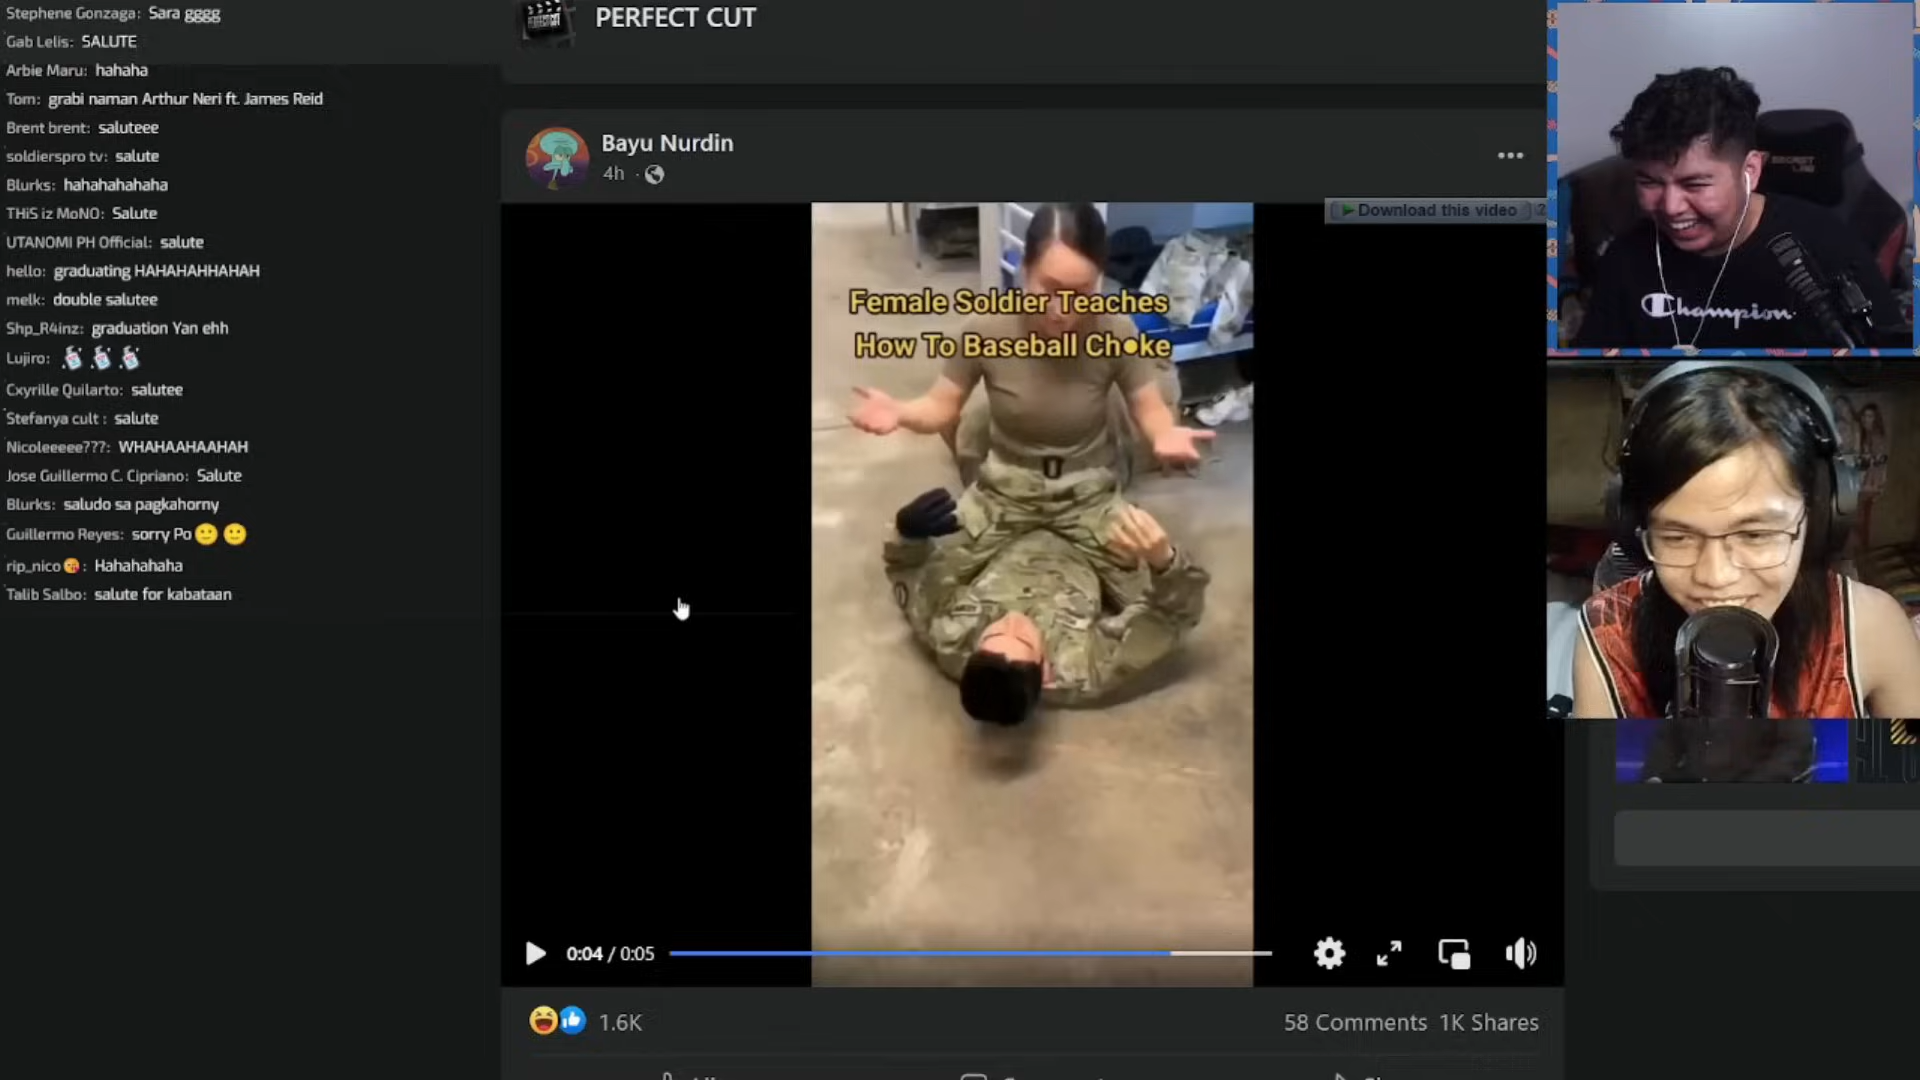 Stephene Gonzaga: Sara gggg
Gab Lelis: SALUTE
Arbie Maru: hahaha
Tom: grabi naman Arthur Neri ft. James Reid
Brent brent: saluteee
soldierspro tv: salute
Blurks: hahahahahaha
THiS iz MoNO: Salute
UTANOMI PH Official: salute
hello: graduating HAHAHAHHAHAH
melk: double salutee
Shp_R4inz: graduation Yan ehh
Lujiro:
Cxyrille Quilarto: salutee
Stefanya cult : salute
Nicoleeeee???: WHAHAAHAAHAH
Jose Guillermo C. Cipriano: Salute
Blurks: saludo sa pagkahorny
Guillermo Reyes: sorry Po🙂 🙂
rip_nico😘: Hahahahaha
Talib Salbo: salute for kabataan
PERFECT CUT
Bayu Nurdin
4h ·
Download this video
Female Soldier Teaches
How To Baseball Ch●ke
0:04 / 0:05
1.6K
58 Comments 1K Shares
Champion